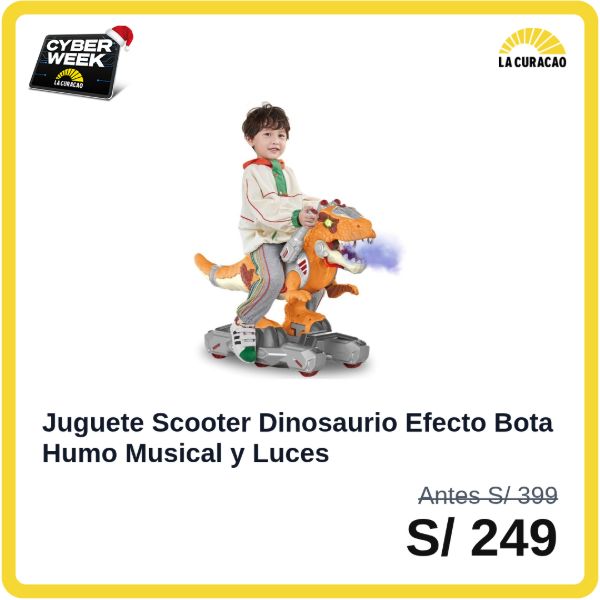 CYBER
WEEK
LA CURACAO
LA CURACAO
Juguete Scooter Dinosaurio Efecto Bota
Humo Musical y Luces
Antes S/ 399
S/ 249